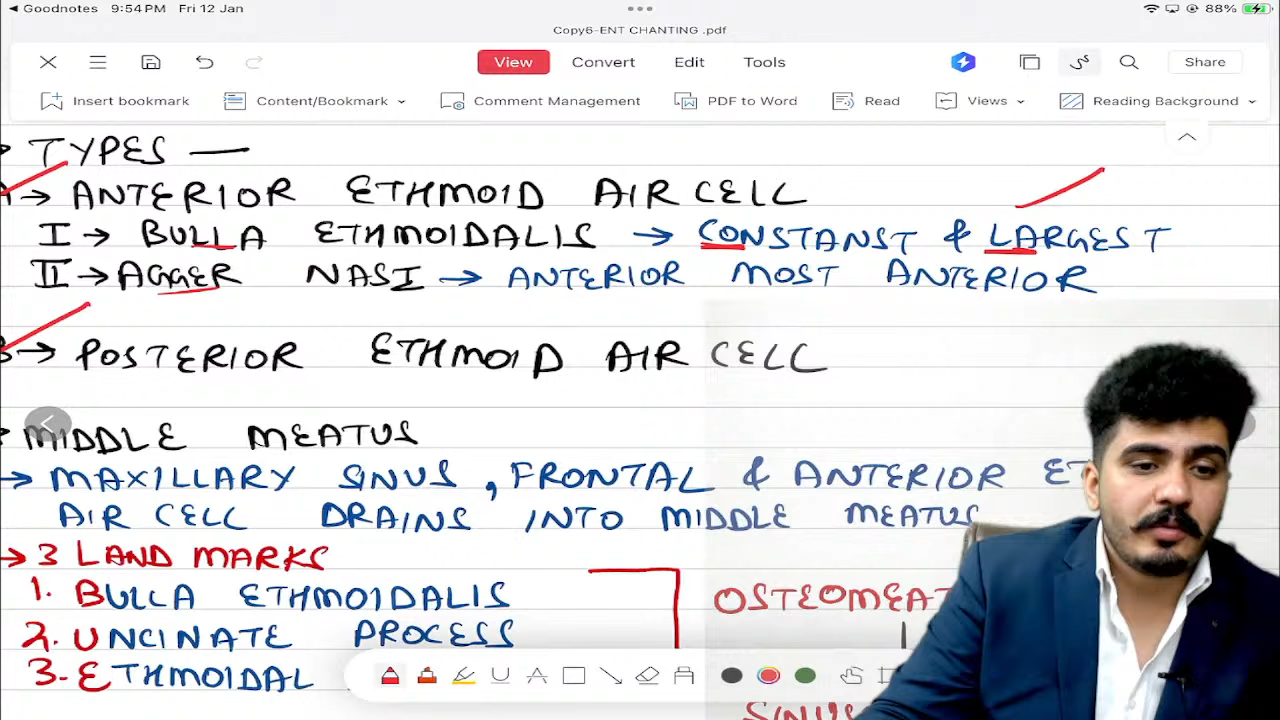 Goodnotes 9:54 PM Fri 12 Jan 88%
Copy6-ENT CHANTING .pdf
View Convert Edit Tools Share
Insert bookmark Content/Bookmark Comment Management PDF to Word Read Views Reading Background
TYPES —
→ ANTERIOR ETHMOID AIR CELL
I → BULLA ETHMOIDALIS → CONSTANST & LARGEST
II → AGGER NASI → ANTERIOR MOST ANTERIOR
→ POSTERIOR ETHMOID AIR CELL
MIDDLE MEATUS
→ MAXILLARY SINUS, FRONTAL & ANTERIOR
AIR CELL DRAINS INTO MIDDLE MEATUS
→ 3 LAND MARKS
1. BULLA ETHMOIDALIS
2. UNCINATE PROCESS
3. ETHMOIDAL
OSTEOMEAT
SINUS